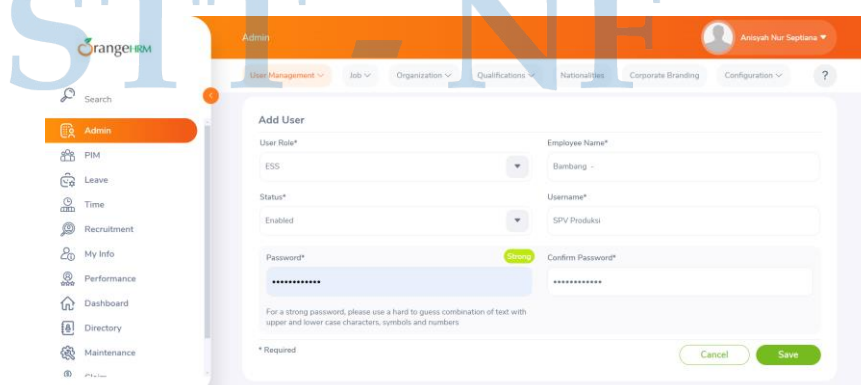 STT - NF
OrangeHRM
Admin
Anisyah Nur Septiana
User Management
Job
Organization
Qualifications
Nationalities
Corporate Branding
Configuration
?
Search
Admin
PIM
Leave
Time
Recruitment
My Info
Performance
Dashboard
Directory
Maintenance
Claim
Add User
User Role*
Employee Name*
ESS
Bambang -
Status*
Username*
Enabled
SPV Produksi
Password*
Strong
Confirm Password*
••••••••••••
••••••••••••
For a strong password, please use a hard to guess combination of text with
upper and lower case characters, symbols and numbers
* Required
Cancel
Save